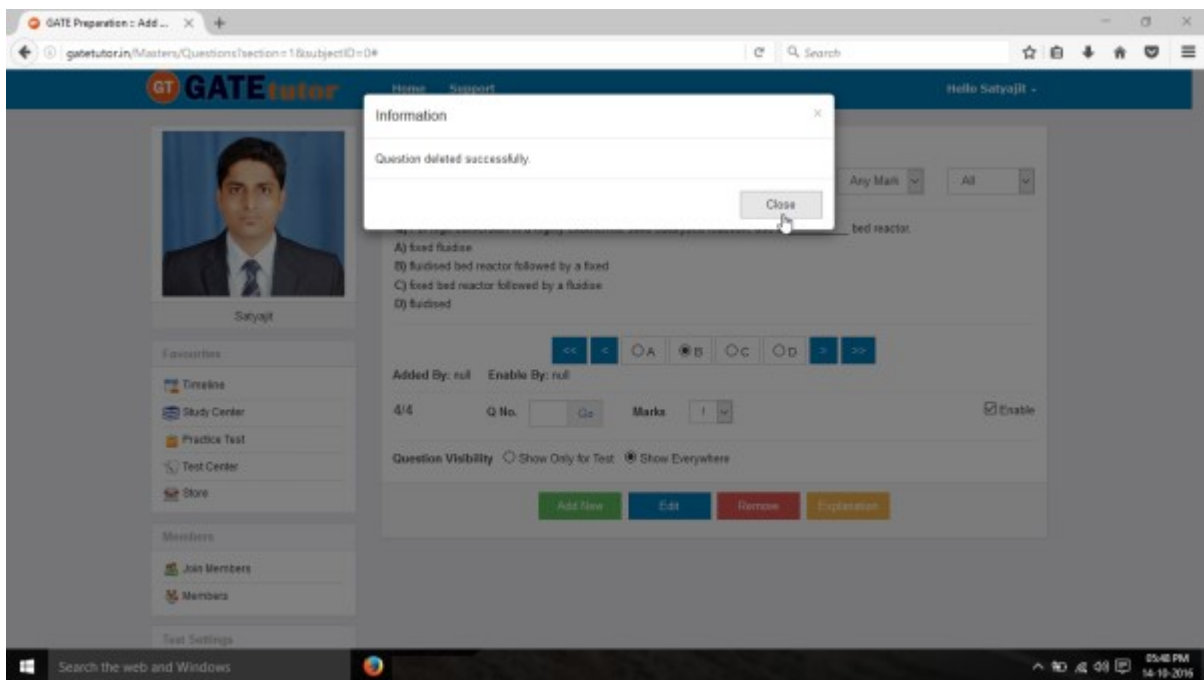 GATE Preparation :: Add ...
gatetutor.in/Masters/Questions?section=1&subjectID=0#
Search
GT GATEtutor
Home Support
Hello Satyajit
Information
Question deleted successfully.
Close
Any Mark
All
bed reactor.
A) fixed fluidise
B) fluidised bed reactor followed by a fixed
C) fixed bed reactor followed by a fluidise
D) fluidised
Satyajit
<< < A B C D > >>
Added By: null Enable By: null
4/4 Q No. Go Marks 1 Enable
Question Visibility Show Only for Test Show Everywhere
Add New Edit Remove Explanation
Favourites
Timeline
Study Center
Practice Test
Test Center
Store
Members
Join Members
Members
Test Settings
Search the web and Windows
05:48 PM
14-10-2016